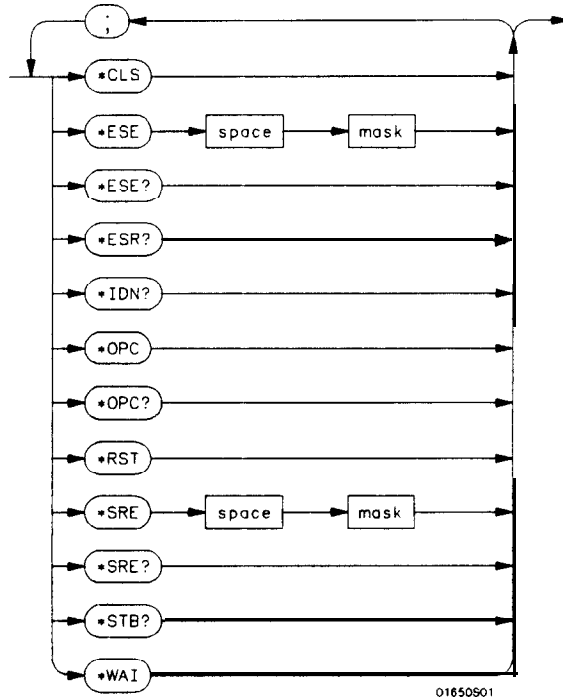 ;
*CLS
*ESE space mask
*ESE?
*ESR?
*IDN?
*OPC
*OPC?
*RST
*SRE space mask
*SRE?
*STB?
*WAI
01650S01